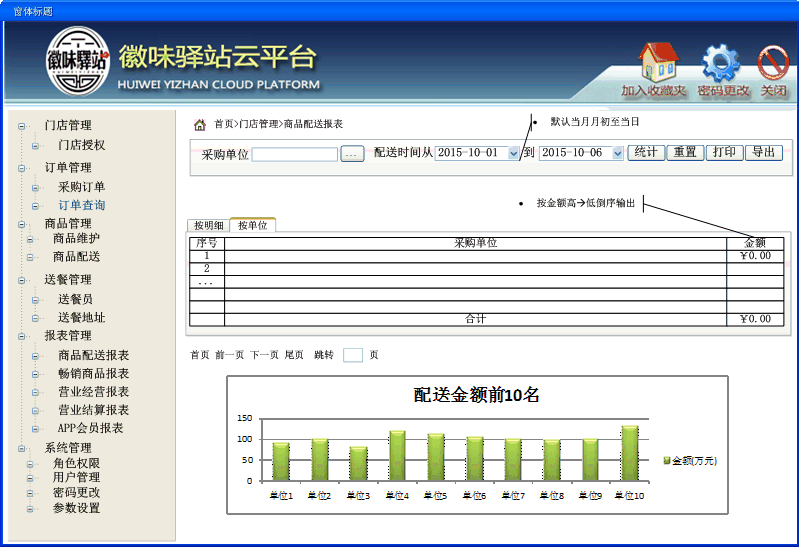 窗体标题
徽味驿站
徽味驿站云平台
HUIWEI YIZHAN CLOUD PLATFORM
加入收藏夹 密码更改 关闭
门店管理
门店授权
订单管理
采购订单
订单查询
商品管理
商品维护
商品配送
送餐管理
送餐员
送餐地址
报表管理
商品配送报表
畅销商品报表
营业经营报表
营业结算报表
APP会员报表
系统管理
角色权限
用户管理
密码更改
参数设置
首页>门店管理>商品配送报表
• 默认当月月初至当日
采购单位 ... 配送时间从 2015-10-01 到 2015-10-06 统计 重置 打印 导出
• 按金额高→低倒序输出
按明细 按单位
序号 采购单位 金额
1 ¥0.00
2
...
合计 ¥0.00
首页 前一页 下一页 尾页 跳转 页
配送金额前10名
150
100
50
0
单位1 单位2 单位3 单位4 单位5 单位6 单位7 单位8 单位9 单位10
金额(万元)